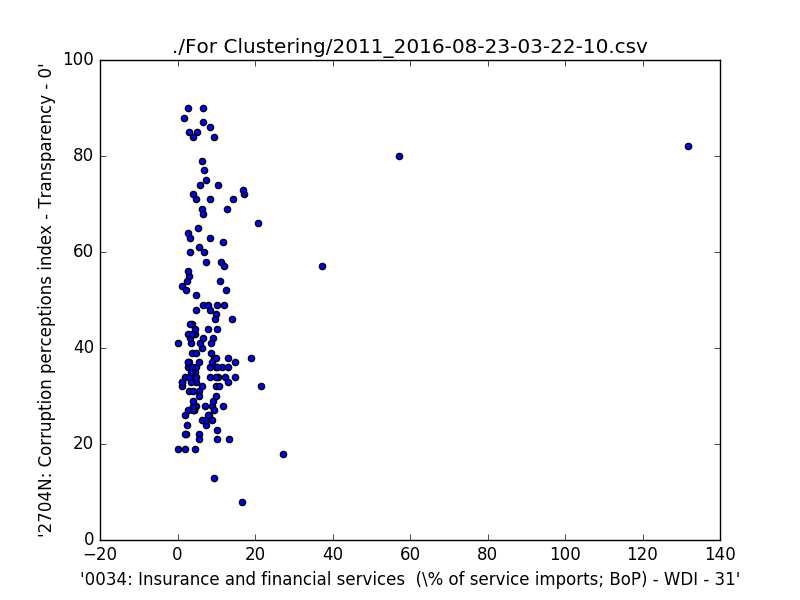 ./For Clustering/2011_2016-08-23-03-22-10.csv
'2704N: Corruption perceptions index - Transparency - 0'
100
80
60
40
20
0
−20 0 20 40 60 80 100 120 140
'0034: Insurance and financial services (\% of service imports; BoP) - WDI - 31'